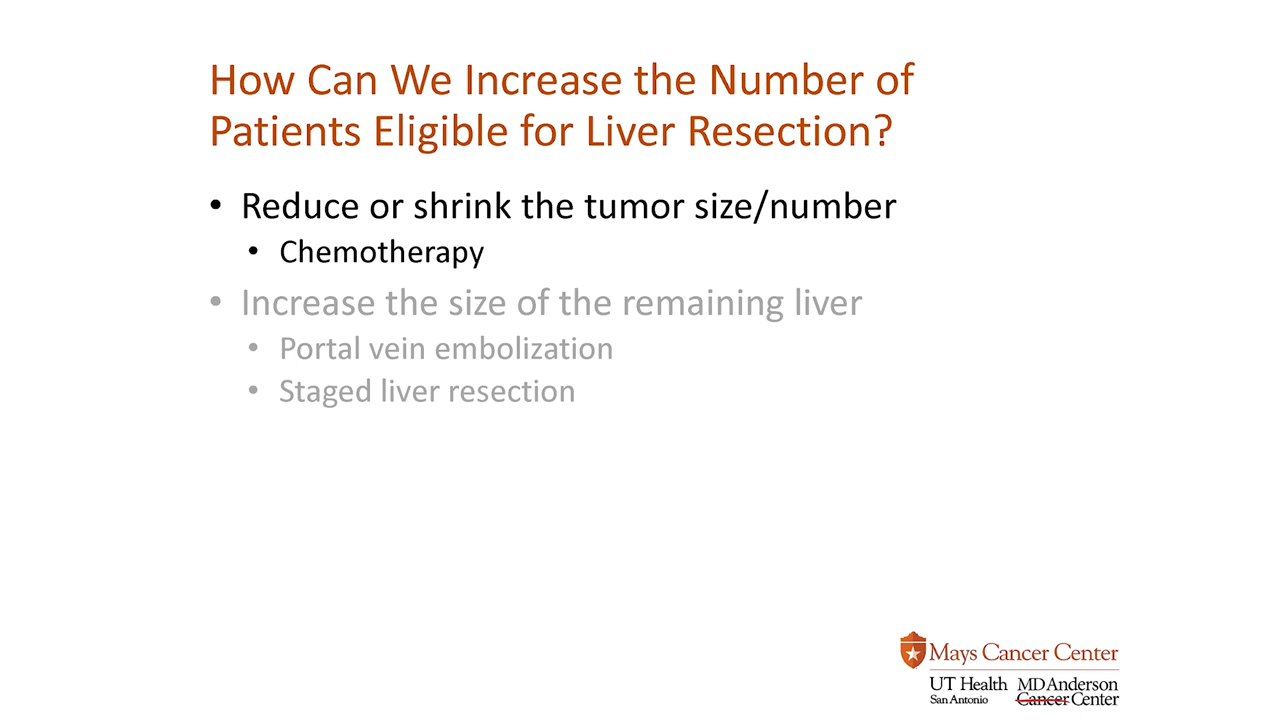 How Can We Increase the Number of
Patients Eligible for Liver Resection?
• Reduce or shrink the tumor size/number
• Chemotherapy
• Increase the size of the remaining liver
• Portal vein embolization
• Staged liver resection
Mays Cancer Center
UT Health San Antonio
MD Anderson Cancer Center